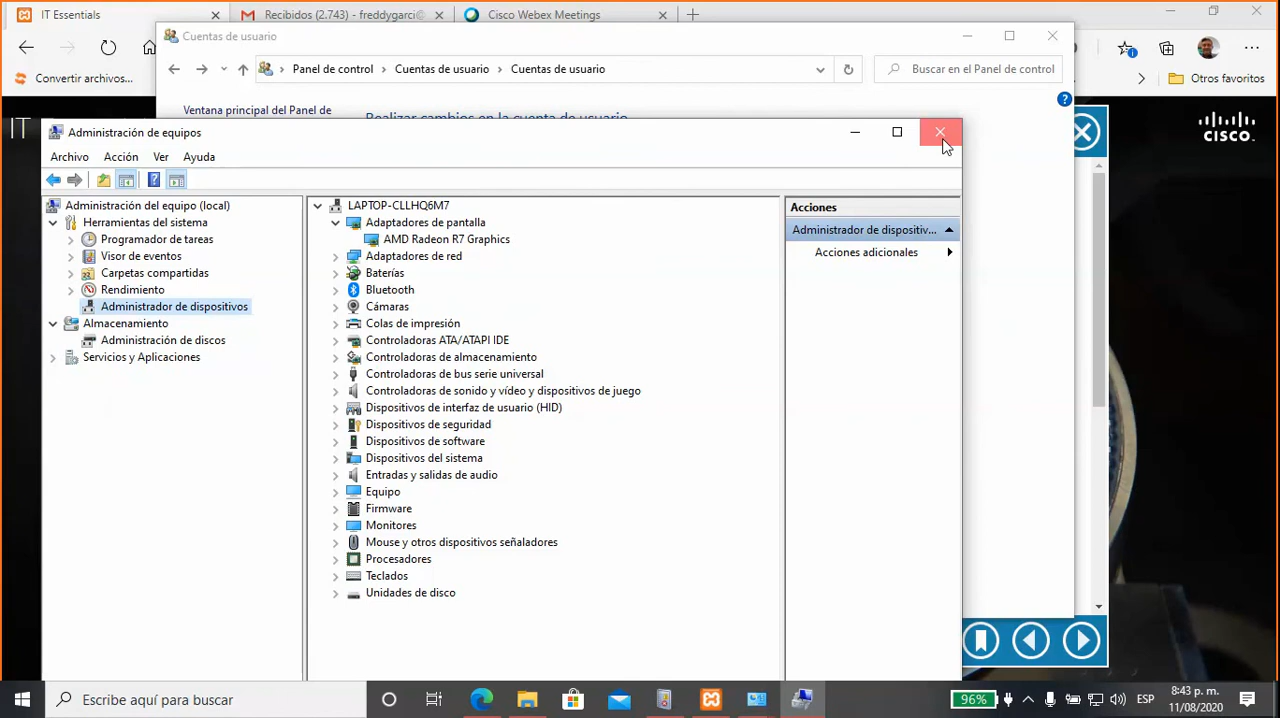 IT Essentials
Recibidos (2.743) - freddygarci@
Cisco Webex Meetings
Cuentas de usuario
Convertir archivos...
Panel de control
Cuentas de usuario
Cuentas de usuario
Buscar en el Panel de control
Otros favoritos
Ventana principal del Panel de
Realizar cambios en la cuenta de usuario
IT
CISCO
Administración de equipos
Archivo
Acción
Ver
Ayuda
Administración del equipo (local)
Herramientas del sistema
Programador de tareas
Visor de eventos
Carpetas compartidas
Rendimiento
Administrador de dispositivos
Almacenamiento
Administración de discos
Servicios y Aplicaciones
LAPTOP-CLLHQ6M7
Adaptadores de pantalla
AMD Radeon R7 Graphics
Adaptadores de red
Baterías
Bluetooth
Cámaras
Colas de impresión
Controladoras ATA/ATAPI IDE
Controladoras de almacenamiento
Controladoras de bus serie universal
Controladoras de sonido y vídeo y dispositivos de juego
Dispositivos de interfaz de usuario (HID)
Dispositivos de seguridad
Dispositivos de software
Dispositivos del sistema
Entradas y salidas de audio
Equipo
Firmware
Monitores
Mouse y otros dispositivos señaladores
Procesadores
Teclados
Unidades de disco
Acciones
Administrador de dispositiv...
Acciones adicionales
Escribe aquí para buscar
96%
ESP
8:43 p. m.
11/08/2020